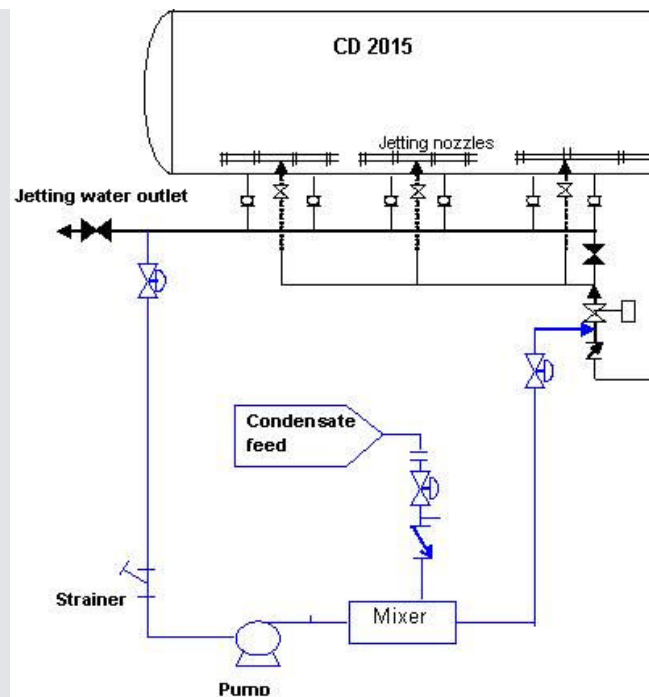 CD 2015
Jetting nozzles
Jetting water outlet
Condensate
feed
Strainer
Mixer
Pump